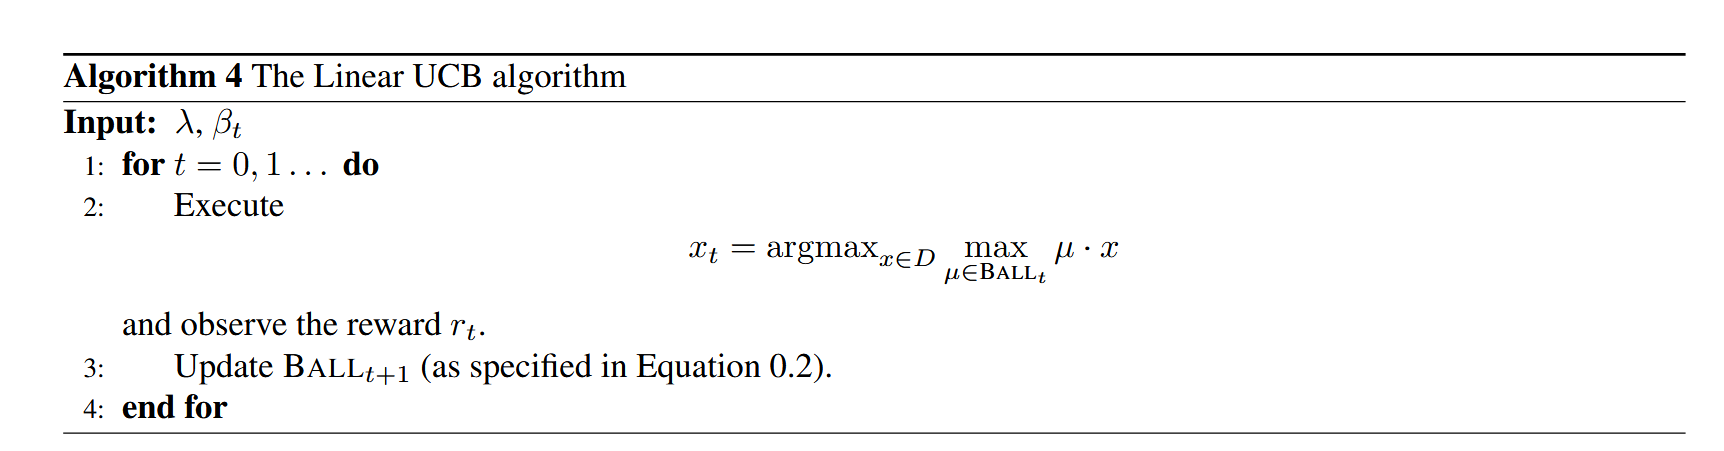 Algorithm 4 The Linear UCB algorithm
Input: λ, β_t
1: for t = 0, 1 . . . do
2: Execute
x_t = argmax_{x∈D} max_{μ∈BALL_t} μ · x
and observe the reward r_t.
3: Update BALL_{t+1} (as specified in Equation 0.2).
4: end for